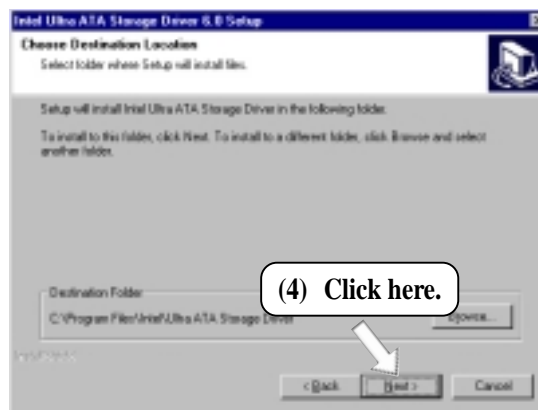 Intel Ultra ATA Storage Driver 6.0 Setup
Choose Destination Location
Select folder where Setup will install files.
Setup will install Intel Ultra ATA Storage Driver in the following folder.
To install to this folder, click Next. To install to a different folder, click Browse and select
another folder.
(4) Click here.
Destination Folder
C:\Program Files\Intel\Ultra ATA Storage Driver
Browse...
InstallShield
< Back
Next >
Cancel